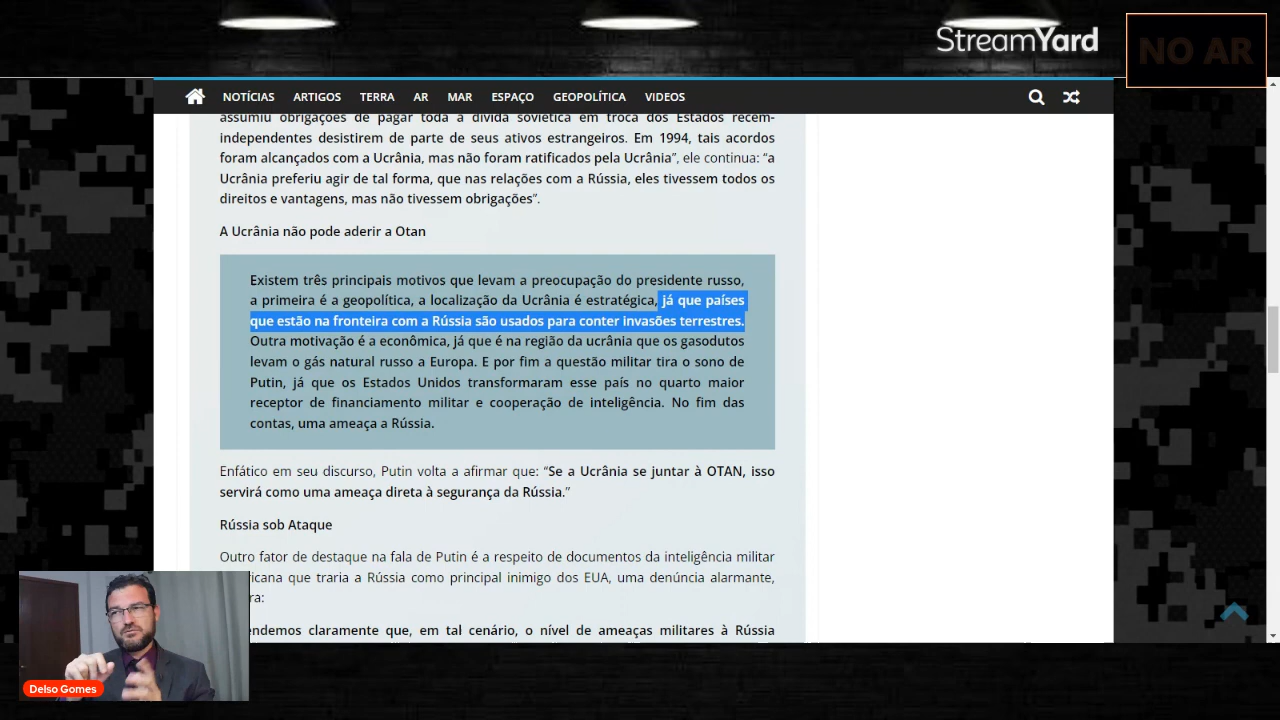 StreamYard
NO AR
NOTÍCIAS ARTIGOS TERRA AR MAR ESPAÇO GEOPOLÍTICA VIDEOS
assumiu obrigações de pagar toda a dívida soviética em troca dos Estados recém-
independentes desistirem de parte de seus ativos estrangeiros. Em 1994, tais acordos
foram alcançados com a Ucrânia, mas não foram ratificados pela Ucrânia”, ele continua: “a
Ucrânia preferiu agir de tal forma, que nas relações com a Rússia, eles tivessem todos os
direitos e vantagens, mas não tivessem obrigações”.
A Ucrânia não pode aderir a Otan
Existem três principais motivos que levam a preocupação do presidente russo,
a primeira é a geopolítica, a localização da Ucrânia é estratégica, já que países
que estão na fronteira com a Rússia são usados para conter invasões terrestres.
Outra motivação é a econômica, já que é na região da ucrânia que os gasodutos
levam o gás natural russo a Europa. E por fim a questão militar tira o sono de
Putin, já que os Estados Unidos transformaram esse país no quarto maior
receptor de financiamento militar e cooperação de inteligência. No fim das
contas, uma ameaça a Rússia.
Enfático em seu discurso, Putin volta a afirmar que: “Se a Ucrânia se juntar à OTAN, isso
servirá como uma ameaça direta à segurança da Rússia.”
Rússia sob Ataque
Outro fator de destaque na fala de Putin é a respeito de documentos da inteligência militar
ricana que traria a Rússia como principal inimigo dos EUA, uma denúncia alarmante,
ra:
endemos claramente que, em tal cenário, o nível de ameaças militares à Rússia
Delso Gomes